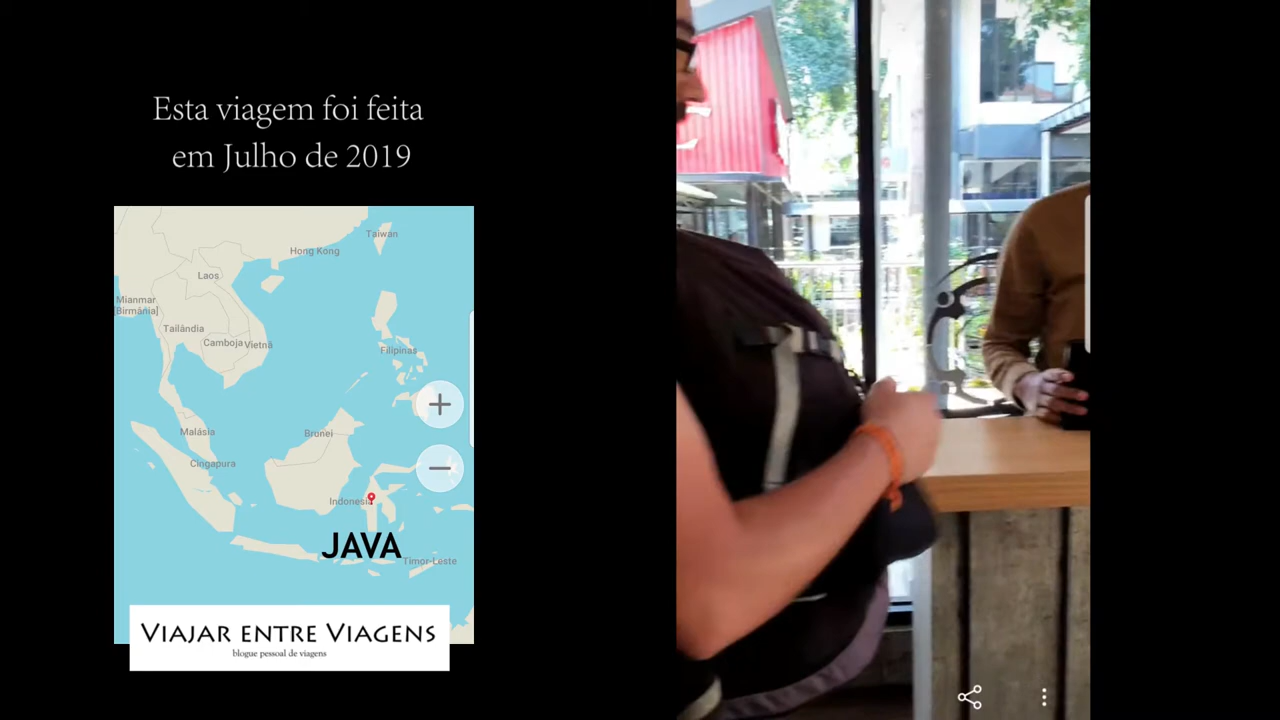 Esta viagem foi feita
em Julho de 2019
Taiwan
Hong Kong
Laos
Mianmar
[Birmânia]
Tailândia
Camboja
Vietnã
Filipinas
Malásia
Bronei
Cingapura
Indonésia
JAVA
Timor-Leste
VIAJAR ENTRE VIAGENS
blogue pessoal de viagens